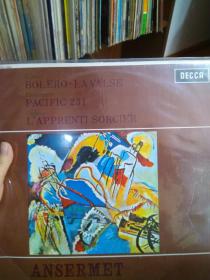 DECCA
BOLERO - LA VALSE
PACIFIC 231
L'APPRENTI SORCIER
ANSERMET